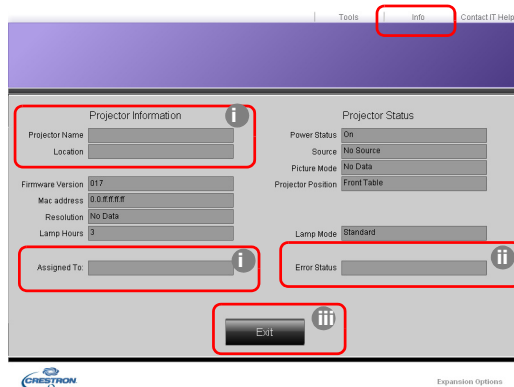 Tools Info Contact IT Help
Projector Information
i
Projector Name
Location
Firmware Version 017
Mac address 0.0.ff.ff.ff.ff
Resolution No Data
Lamp Hours 3
Assigned To:
i
Projector Status
Power Status On
Source No Source
Picture Mode No Data
Projector Position Front Table
Lamp Mode Standard
Error Status
ii
Exit
iii
CRESTRON
Expansion Options